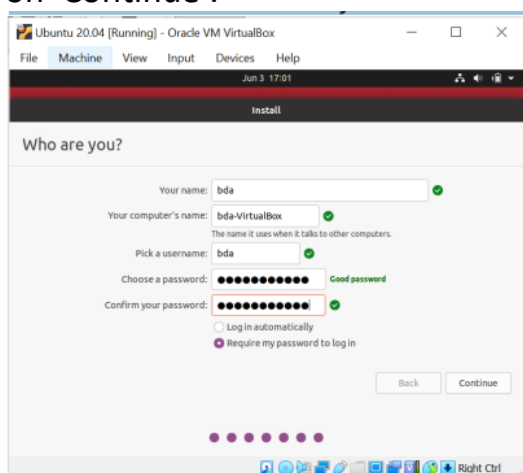 on 'Continue'.
Ubuntu 20.04 [Running] - Oracle VM VirtualBox
File Machine View Input Devices Help
Jun 3 17:01
Install
Who are you?
Your name: bda
Your computer's name: bda-VirtualBox
The name it uses when it talks to other computers.
Pick a username: bda
Choose a password: ●●●●●●●●●●● Good password
Confirm your password: ●●●●●●●●●●●
Log in automatically
Require my password to log in
Back Continue
Right Ctrl